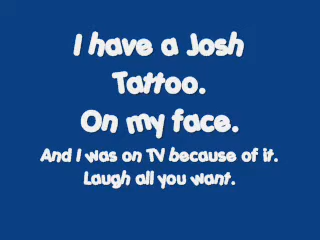 I have a Josh
Tattoo.
On my face.
And I was on TV because of it.
Laugh all you want.